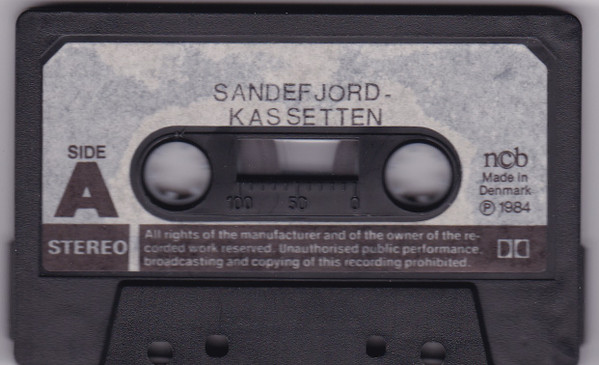 SANDEFJORD-
KASSETTEN
SIDE
A
100 50 0
ncb
Made in
Denmark
Ⓟ 1984
STEREO
All rights of the manufacturer and of the owner of the re-
corded work reserved. Unauthorised public performance,
broadcasting and copying of this recording prohibited.